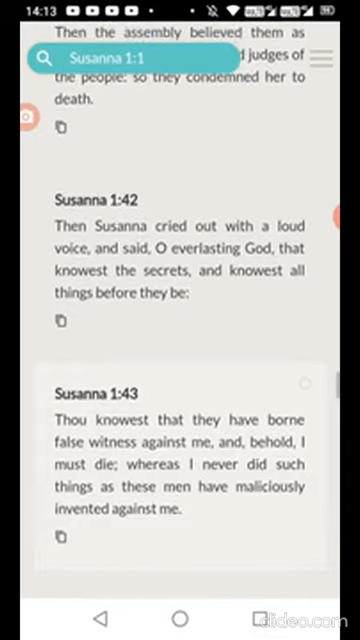 14:13
Then the assembly believed them as
Susanna 1:1
judges of
the people: so they condemned her to
death.
Susanna 1:42
Then Susanna cried out with a loud
voice, and said, O everlasting God, that
knowest the secrets, and knowest all
things before they be:
Susanna 1:43
Thou knowest that they have borne
false witness against me, and, behold, I
must die; whereas I never did such
things as these men have maliciously
invented against me.
clideo.com